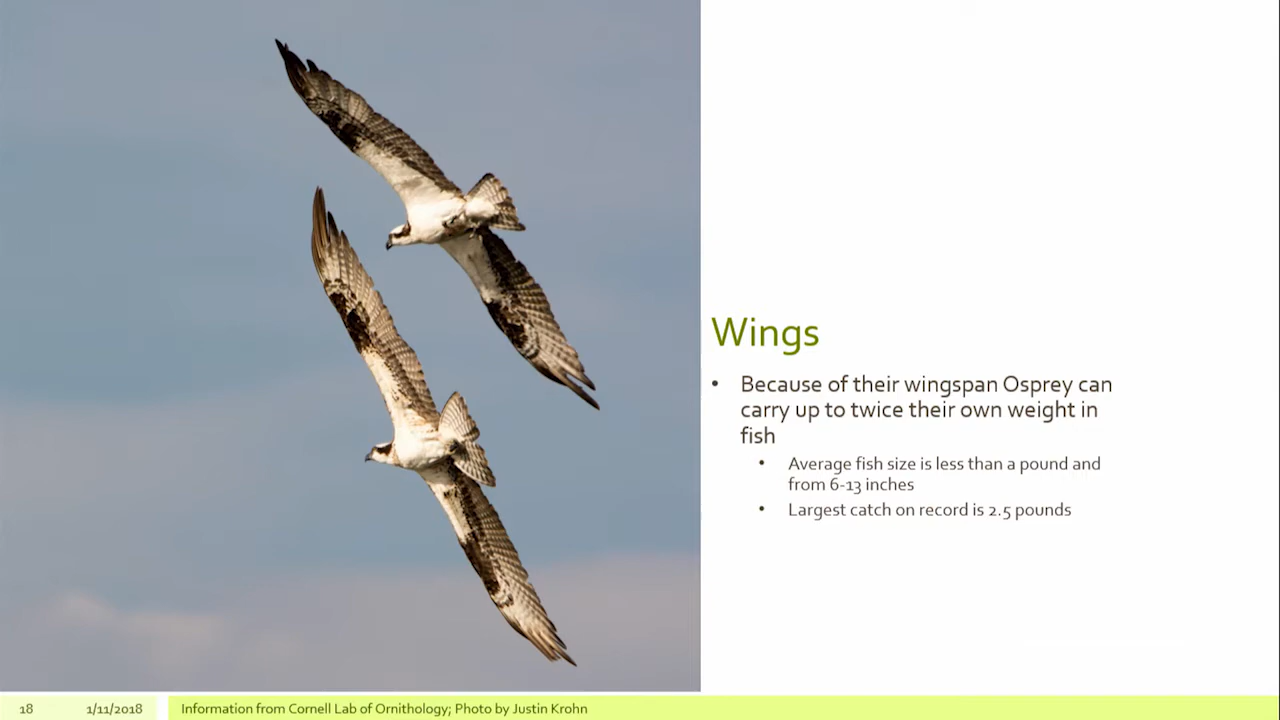 Wings
• Because of their wingspan Osprey can
carry up to twice their own weight in
fish
• Average fish size is less than a pound and
from 6-13 inches
• Largest catch on record is 2.5 pounds
18 1/11/2018 Information from Cornell Lab of Ornithology; Photo by Justin Krohn